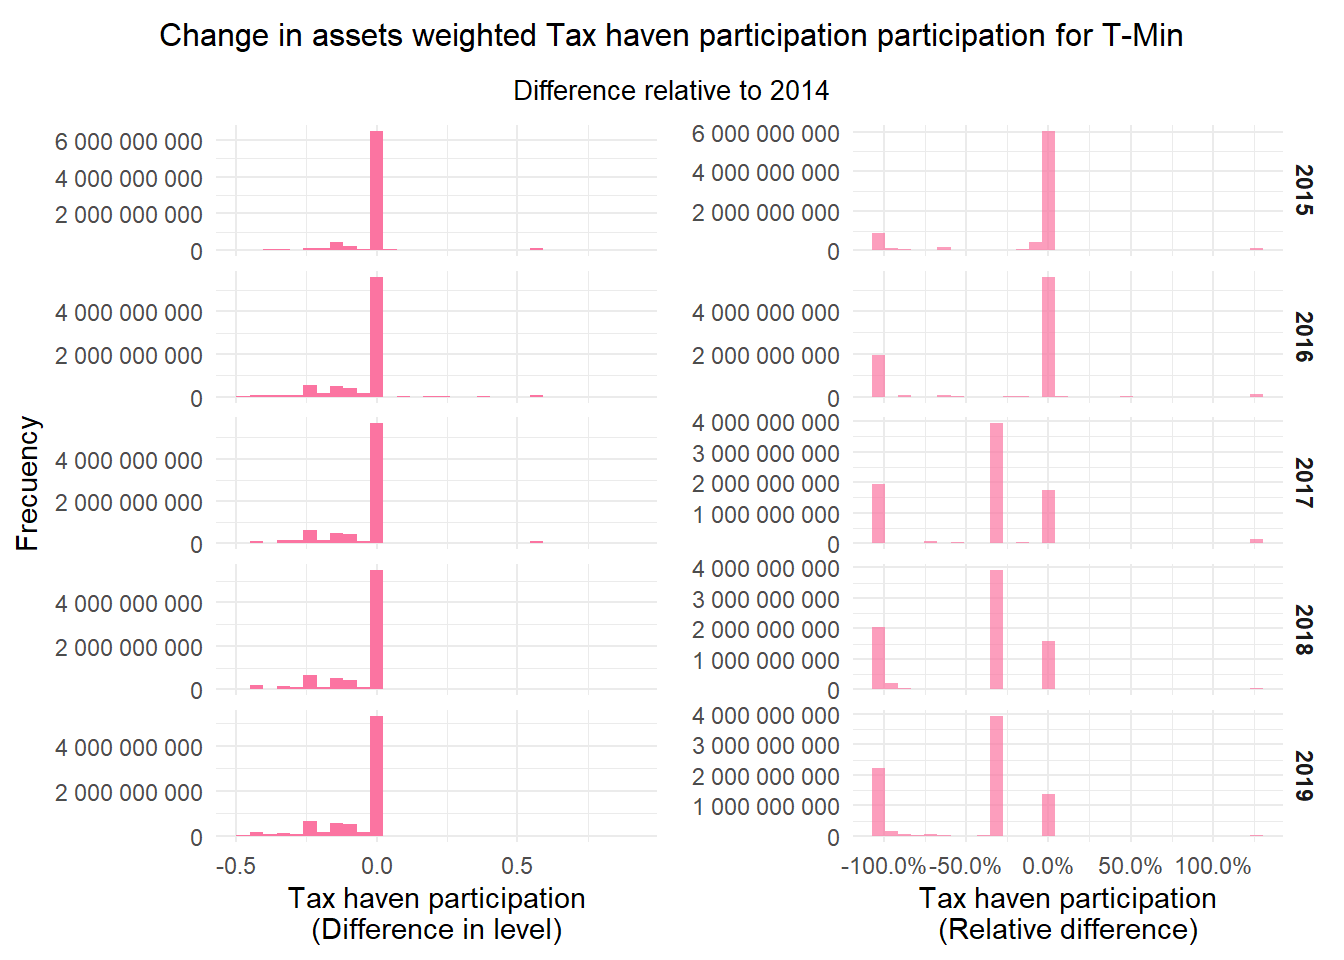 Change in assets weighted Tax haven participation participation for T-Min
Difference relative to 2014
Frecuency
6 000 000 000
4 000 000 000
2 000 000 000
0
6 000 000 000
4 000 000 000
2 000 000 000
0
2015
4 000 000 000
2 000 000 000
0
4 000 000 000
2 000 000 000
0
2016
4 000 000 000
2 000 000 000
0
4 000 000 000
3 000 000 000
2 000 000 000
1 000 000 000
0
2017
4 000 000 000
2 000 000 000
0
4 000 000 000
3 000 000 000
2 000 000 000
1 000 000 000
0
2018
4 000 000 000
2 000 000 000
0
4 000 000 000
3 000 000 000
2 000 000 000
1 000 000 000
0
2019
-0.5 0.0 0.5
Tax haven participation
(Difference in level)
-100.0% -50.0% 0.0% 50.0% 100.0%
Tax haven participation
(Relative difference)